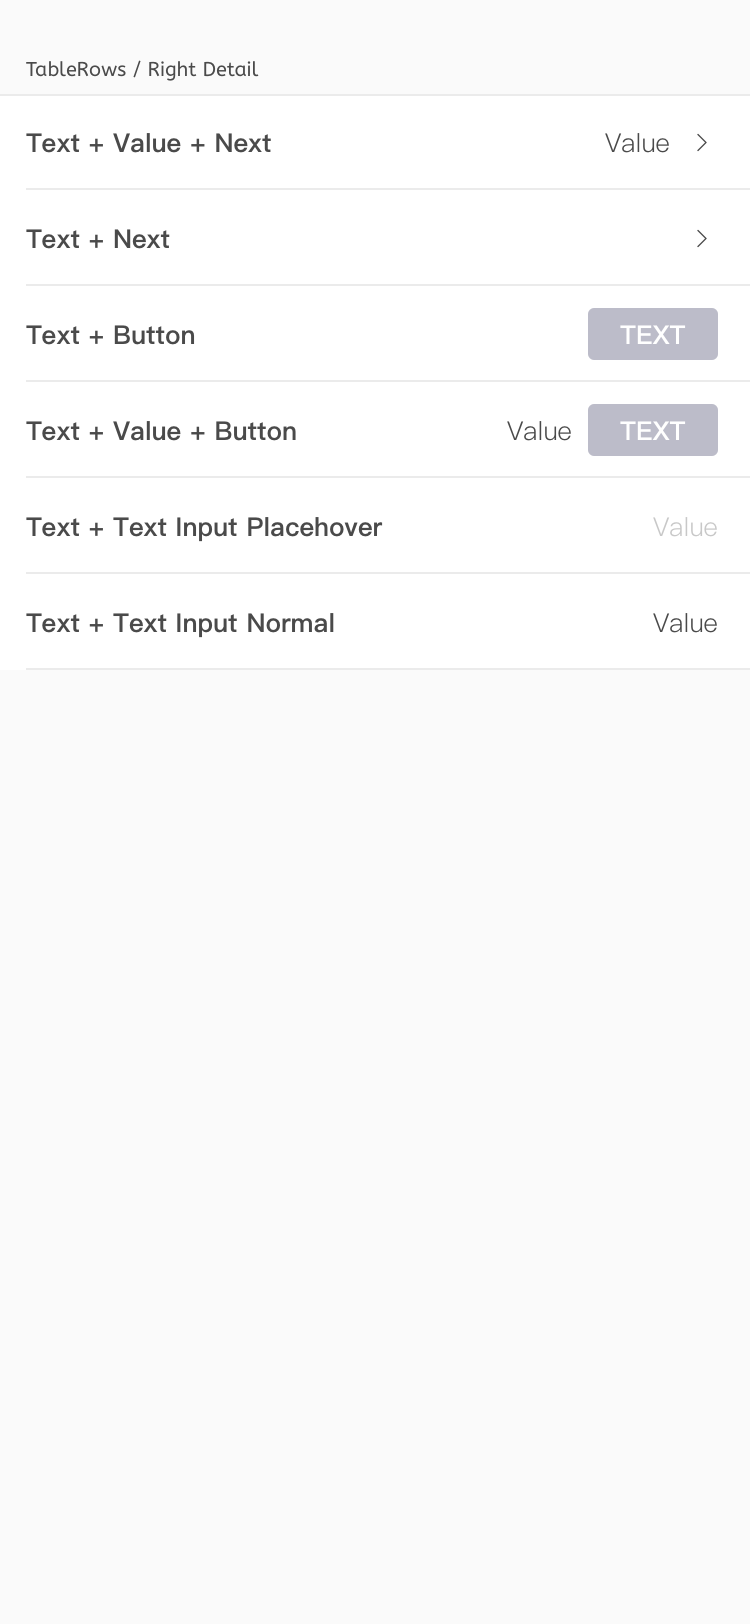 TableRows / Right Detail
Text + Value + Next Value
Text + Next
Text + Button TEXT
Text + Value + Button Value TEXT
Text + Text Input Placehover Value
Text + Text Input Normal Value